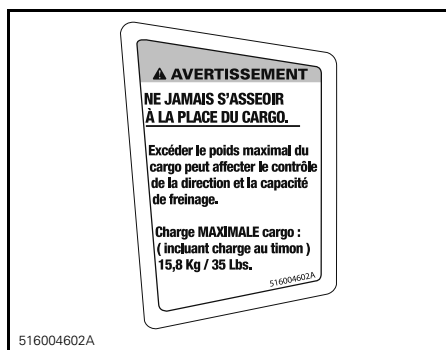 ⚠ AVERTISSEMENT
NE JAMAIS S'ASSEOIR
À LA PLACE DU CARGO.
Excéder le poids maximal du
cargo peut affecter le contrôle
de la direction et la capacité
de freinage.
Charge MAXIMALE cargo :
( incluant charge au timon )
15,8 Kg / 35 Lbs.
516004602A
516004602A